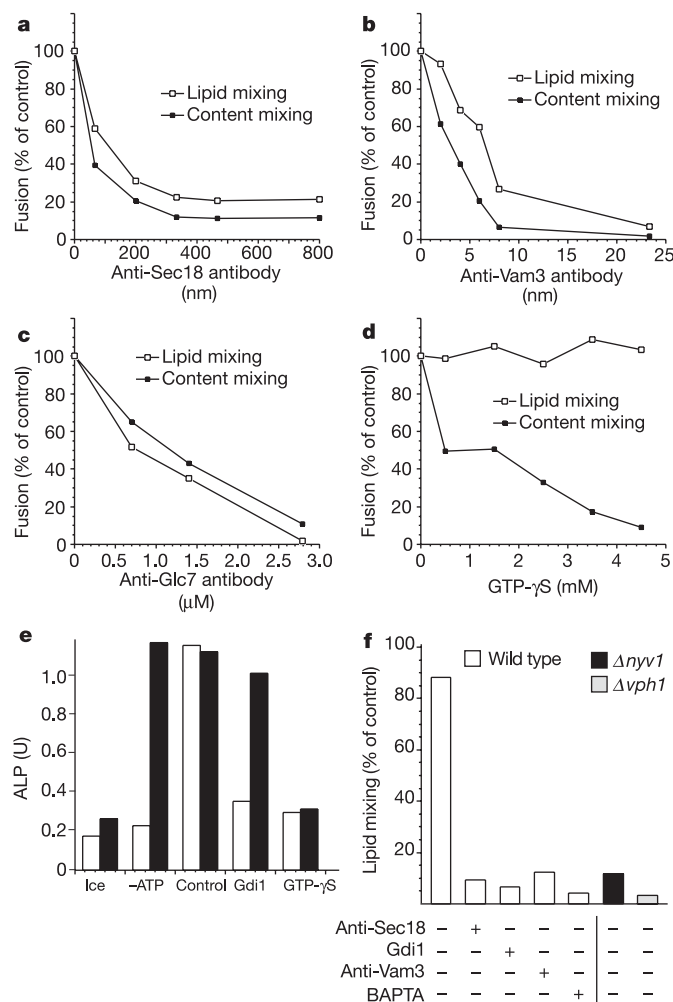 a
Fusion (% of control)
100
80
60
40
20
0
Lipid mixing
Content mixing
0 200 400 600 800
Anti-Sec18 antibody
(nm)
b
Fusion (% of control)
100
80
60
40
20
0
Lipid mixing
Content mixing
0 5 10 15 20 25
Anti-Vam3 antibody
(nm)
c
Fusion (% of control)
100
80
60
40
20
0
Lipid mixing
Content mixing
0 0.5 1.0 1.5 2.0 2.5 3.0
Anti-Glc7 antibody
(μM)
d
Fusion (% of control)
100
80
60
40
20
0
Lipid mixing
Content mixing
0 1 2 3 4 5
GTP-γS (mM)
e
ALP (U)
1.0
0.8
0.6
0.4
0.2
0
Ice –ATP Control Gdi1 GTP-γS
f
Lipid mixing (% of control)
100
80
60
40
20
Wild type
Δnyv1
Δvph1
Anti-Sec18 – + – – – – –
Gdi1 – – + – – – –
Anti-Vam3 – – – + – – –
BAPTA – – – – + – –